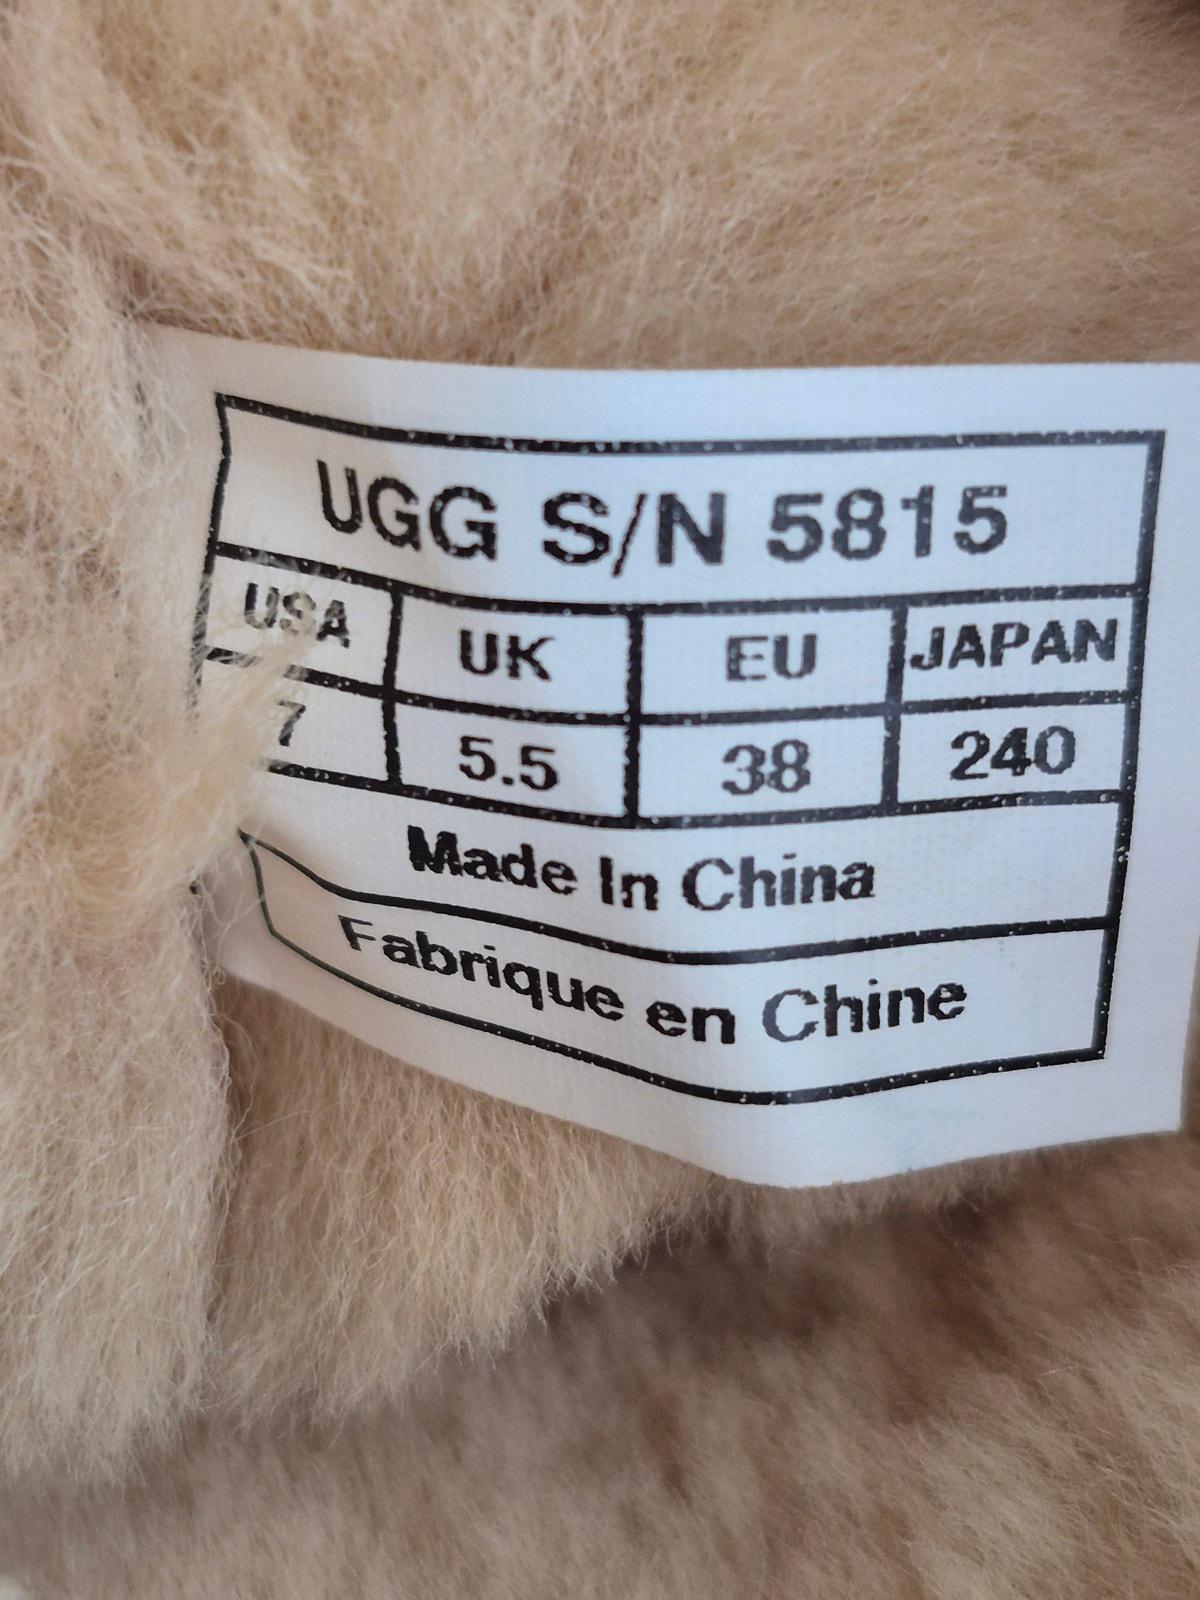 UGG S/N 5815
USA UK EU JAPAN
7 5.5 38 240
Made In China
Fabrique en Chine